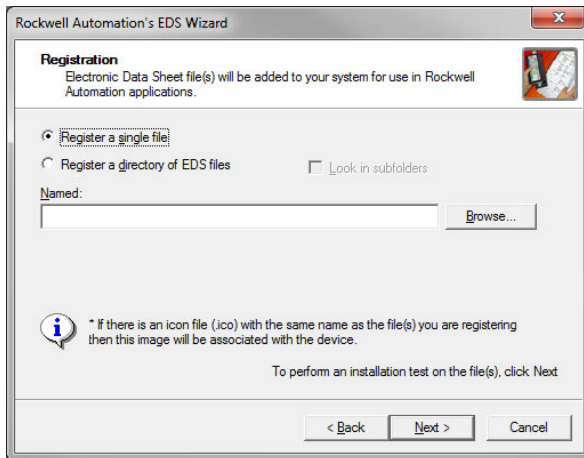 Rockwell Automation's EDS Wizard
Registration
Electronic Data Sheet file(s) will be added to your system for use in Rockwell
Automation applications.
Register a single file
Register a directory of EDS files
Look in subfolders
Named:
Browse...
* If there is an icon file (.ico) with the same name as the file(s) you are registering
then this image will be associated with the device.
To perform an installation test on the file(s), click Next
< Back
Next >
Cancel